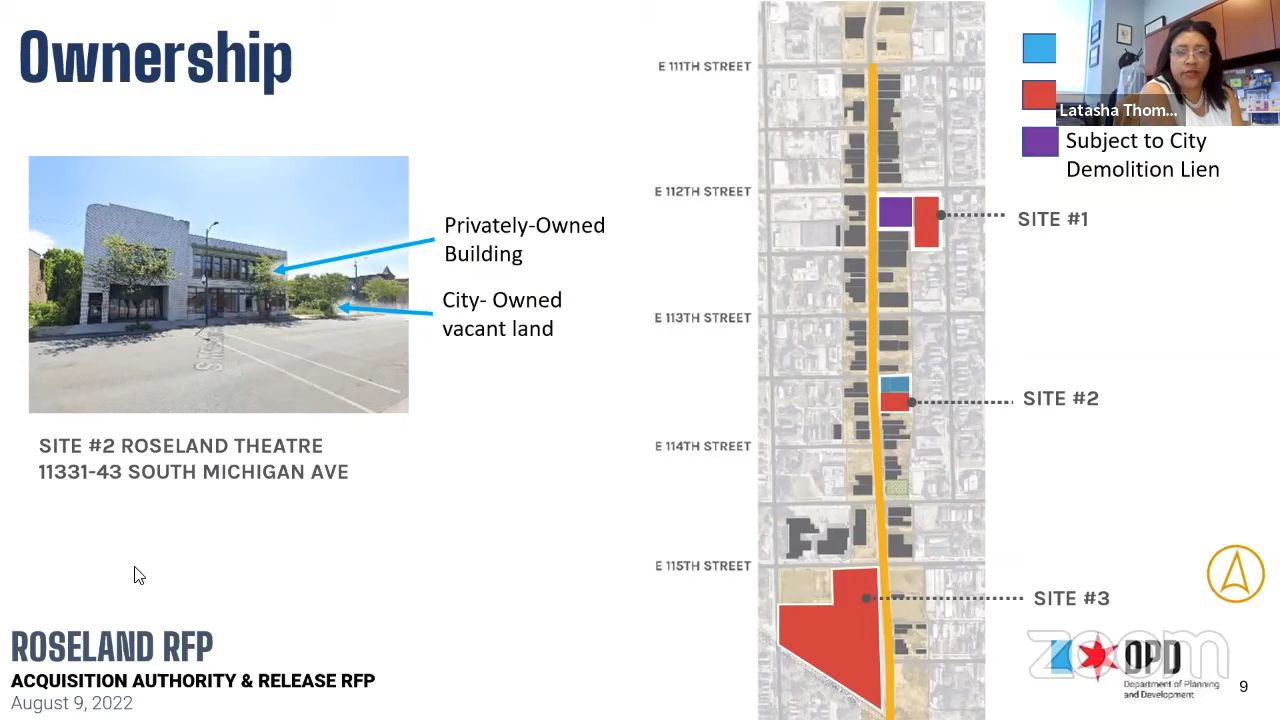 Ownership
Privately-Owned
Building
City- Owned
vacant land
SITE #2 ROSELAND THEATRE
11331-43 SOUTH MICHIGAN AVE
ROSELAND RFP
ACQUISITION AUTHORITY & RELEASE RFP
August 9, 2022
E 111TH STREET
E 112TH STREET
E 113TH STREET
E 114TH STREET
E 115TH STREET
Latasha Thom...
Subject to City
Demolition Lien
SITE #1
SITE #2
SITE #3
zoom
DPD
Department of Planning
and Development
9